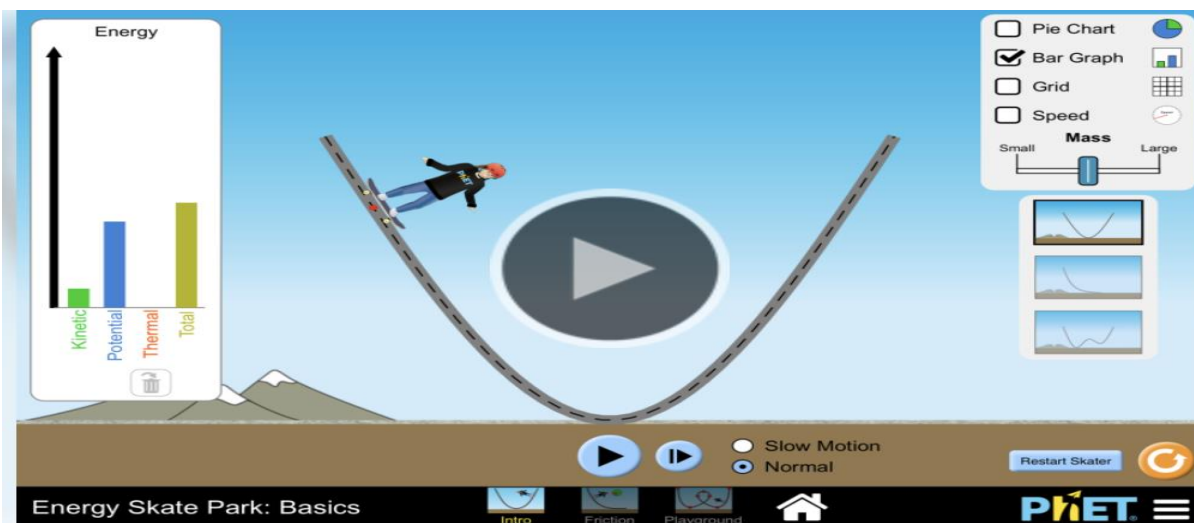 Energy
Kinetic
Potential
Thermal
Total
Pie Chart
Bar Graph
Grid
Speed
Mass
Small
Large
PhET
Slow Motion
Normal
Restart Skater
Energy Skate Park: Basics
Intro
Friction
Playground
PhET